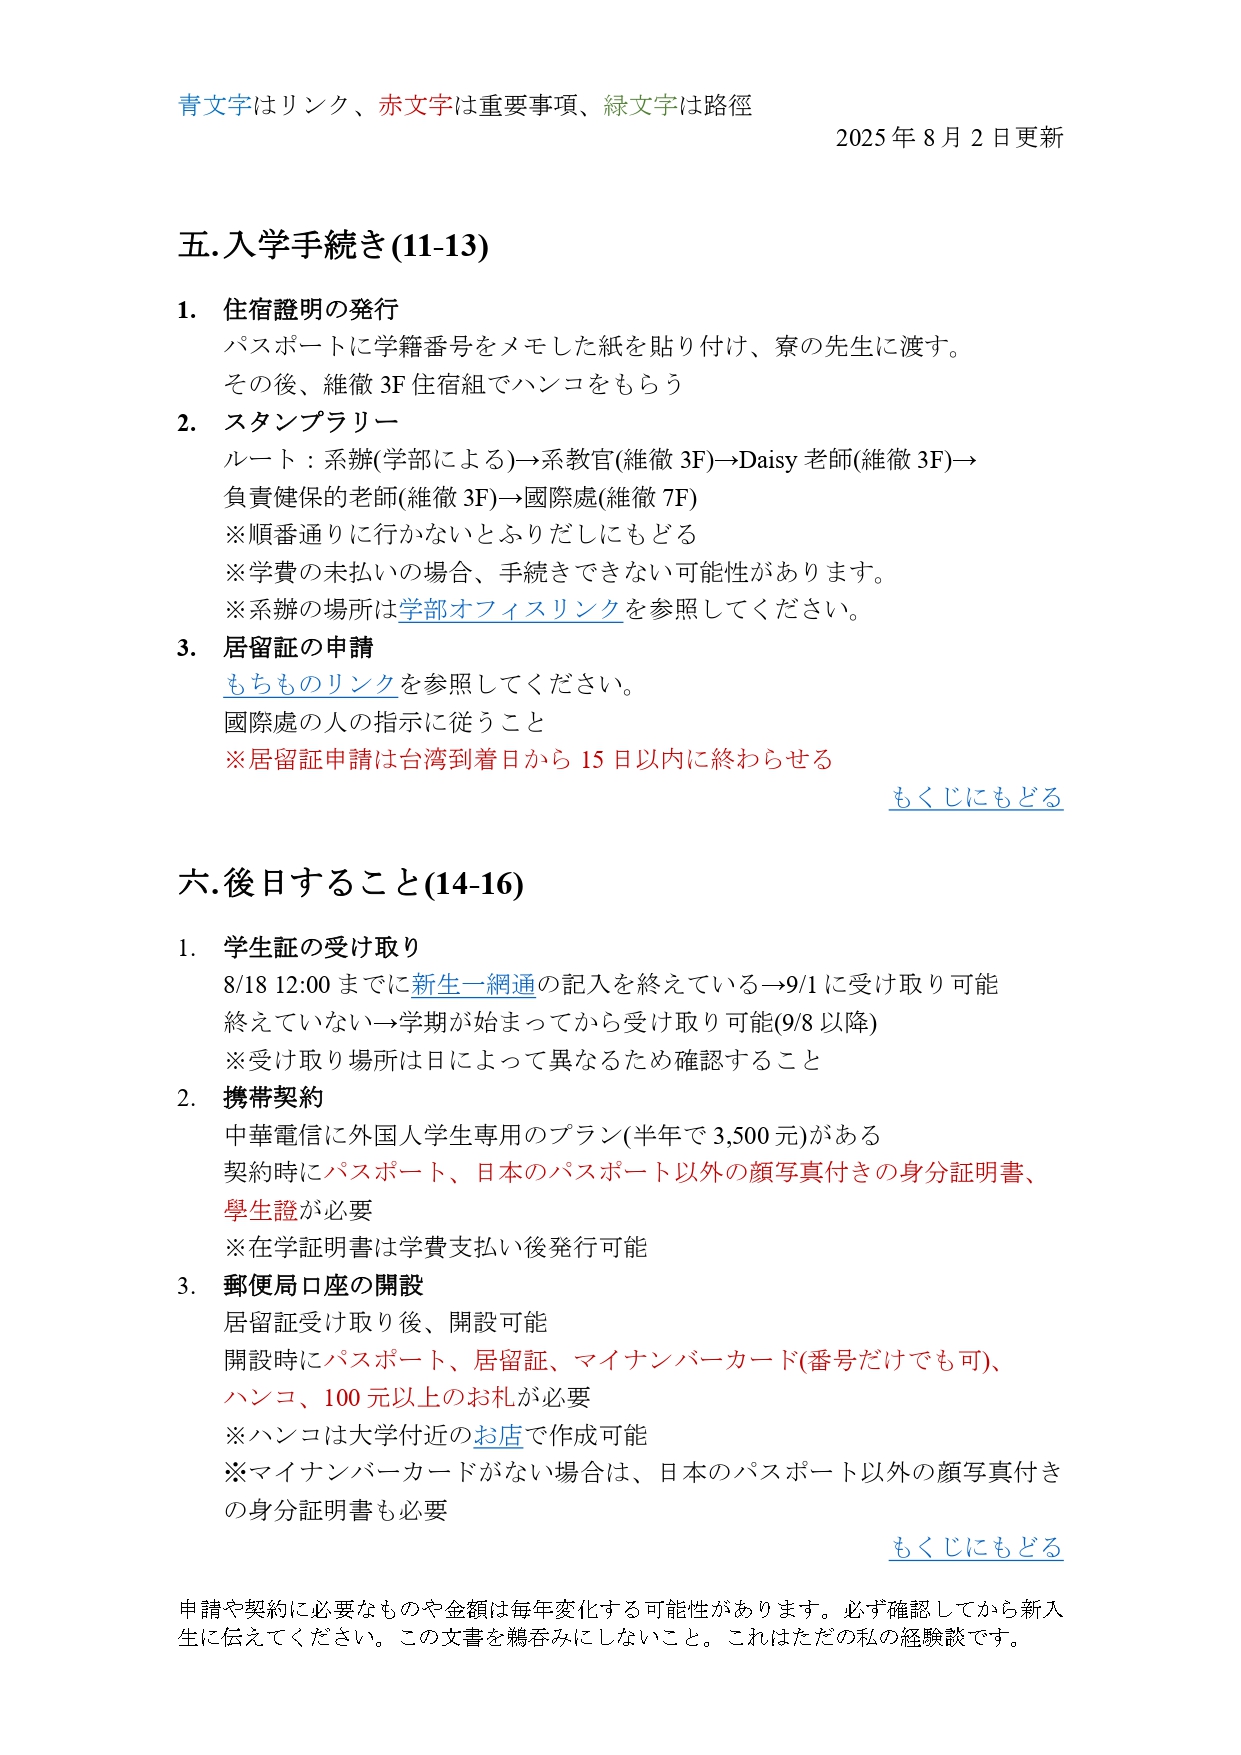 青文字はリンク、赤文字は重要事項、緑文字は路徑
2025年8月2日更新
五.入学手続き(11-13)
1. 住宿證明の発行
パスポートに学籍番号をメモした紙を貼り付け、寮の先生に渡す。
その後、維徹3F住宿組でハンコをもらう
2. スタンプラリー
ルート：系辦(学部による)→系教官(維徹3F)→Daisy老師(維徹3F)→
負責健保的老師(維徹3F)→國際處(維徹7F)
※順番通りに行かないとふりだしにもどる
※学費の未払いの場合、手続きできない可能性があります。
※系辦の場所は学部オフィスリンクを参照してください。
3. 居留証の申請
もちものリンクを参照してください。
國際處の人の指示に従うこと
※居留証申請は台湾到着日から15日以内に終わらせる
もくじにもどる
六.後日すること(14-16)
1. 学生証の受け取り
8/18 12:00までに新生一網通の記入を終えている→9/1に受け取り可能
終えていない→学期が始まってから受け取り可能(9/8以降)
※受け取り場所は日によって異なるため確認すること
2. 携帯契約
中華電信に外国人学生専用のプラン(半年で3,500元)がある
契約時にパスポート、日本のパスポート以外の顔写真付きの身分証明書、
學生證が必要
※在学証明書は学費支払い後発行可能
3. 郵便局口座の開設
居留証受け取り後、開設可能
開設時にパスポート、居留証、マイナンバーカード(番号だけでも可)、
ハンコ、100元以上のお札が必要
※ハンコは大学付近のお店で作成可能
※マイナンバーカードがない場合は、日本のパスポート以外の顔写真付き
の身分証明書も必要
もくじにもどる
申請や契約に必要なものや金額は毎年変化する可能性があります。必ず確認してから新入
生に伝えてください。この文書を鵜呑みにしないこと。これはただの私の経験談です。